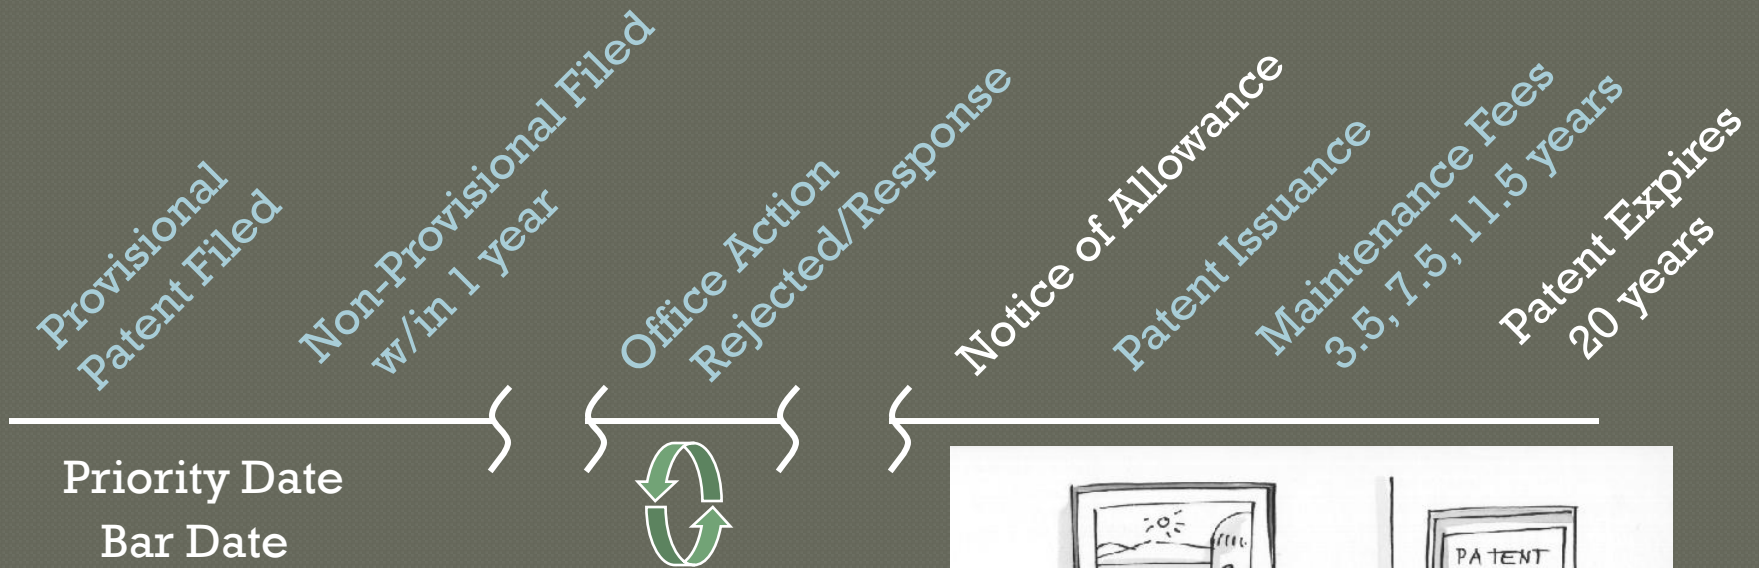 Provisional
Patent Filed
Non-Provisional Filed
w/in 1 year
Office Action
Rejected/Response
Notice of Allowance
Patent Issuance
Maintenance Fees
3.5, 7.5, 11.5 years
Patent Expires
20 years
Priority Date
Bar Date
PATENT